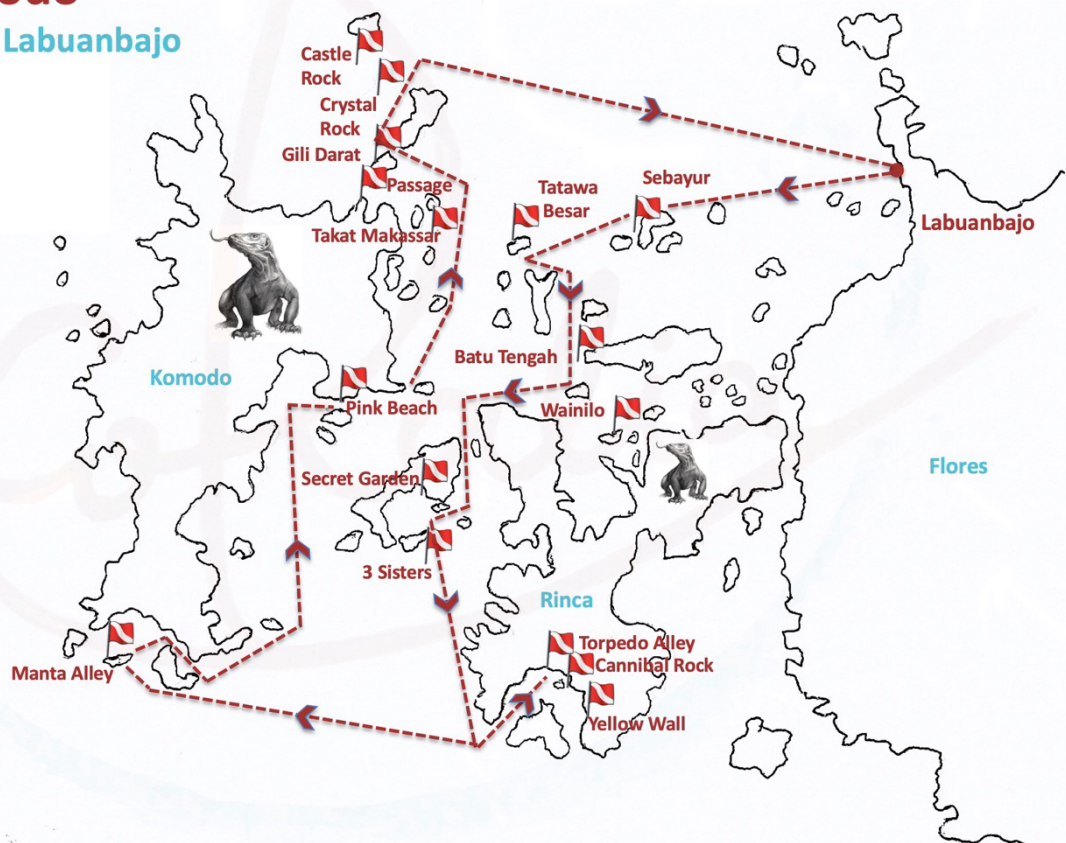 Labuanbajo
Castle
Rock
Crystal
Rock
Gili Darat
Passage
Takat Makassar
Tatawa
Besar
Sebayur
Labuanbajo
Batu Tengah
Komodo
Pink Beach
Wainilo
Flores
Secret Garden
3 Sisters
Rinca
Torpedo Alley
Cannibal Rock
Manta Alley
Yellow Wall